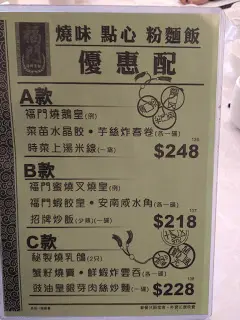 福門
燒味 點心 粉麵飯
優惠配
A款
福門燒鵝皇(例)
菜苗水晶餃・芋絲炸春卷(各一籠)
時菜上湯米線(一窩) $248
B款
福門蜜燒叉燒皇(例)
福門蝦餃皇・安南咸水角(各一籠)
招牌炒飯(一窩) $218
C款
秘製燒乳鴿(2只)
蟹籽燒賣・鮮蝦炸雲吞(各一籠)
豉油皇銀芽肉絲炒麵(一窩) $228